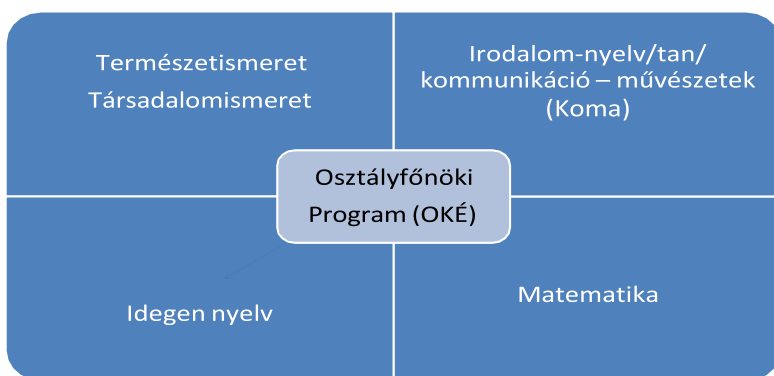 Természetismeret
Társadalomismeret
Irodalom-nyelv/tan/
kommunikáció – művészetek
(Koma)
Osztályfőnöki
Program (OKÉ)
Idegen nyelv
Matematika